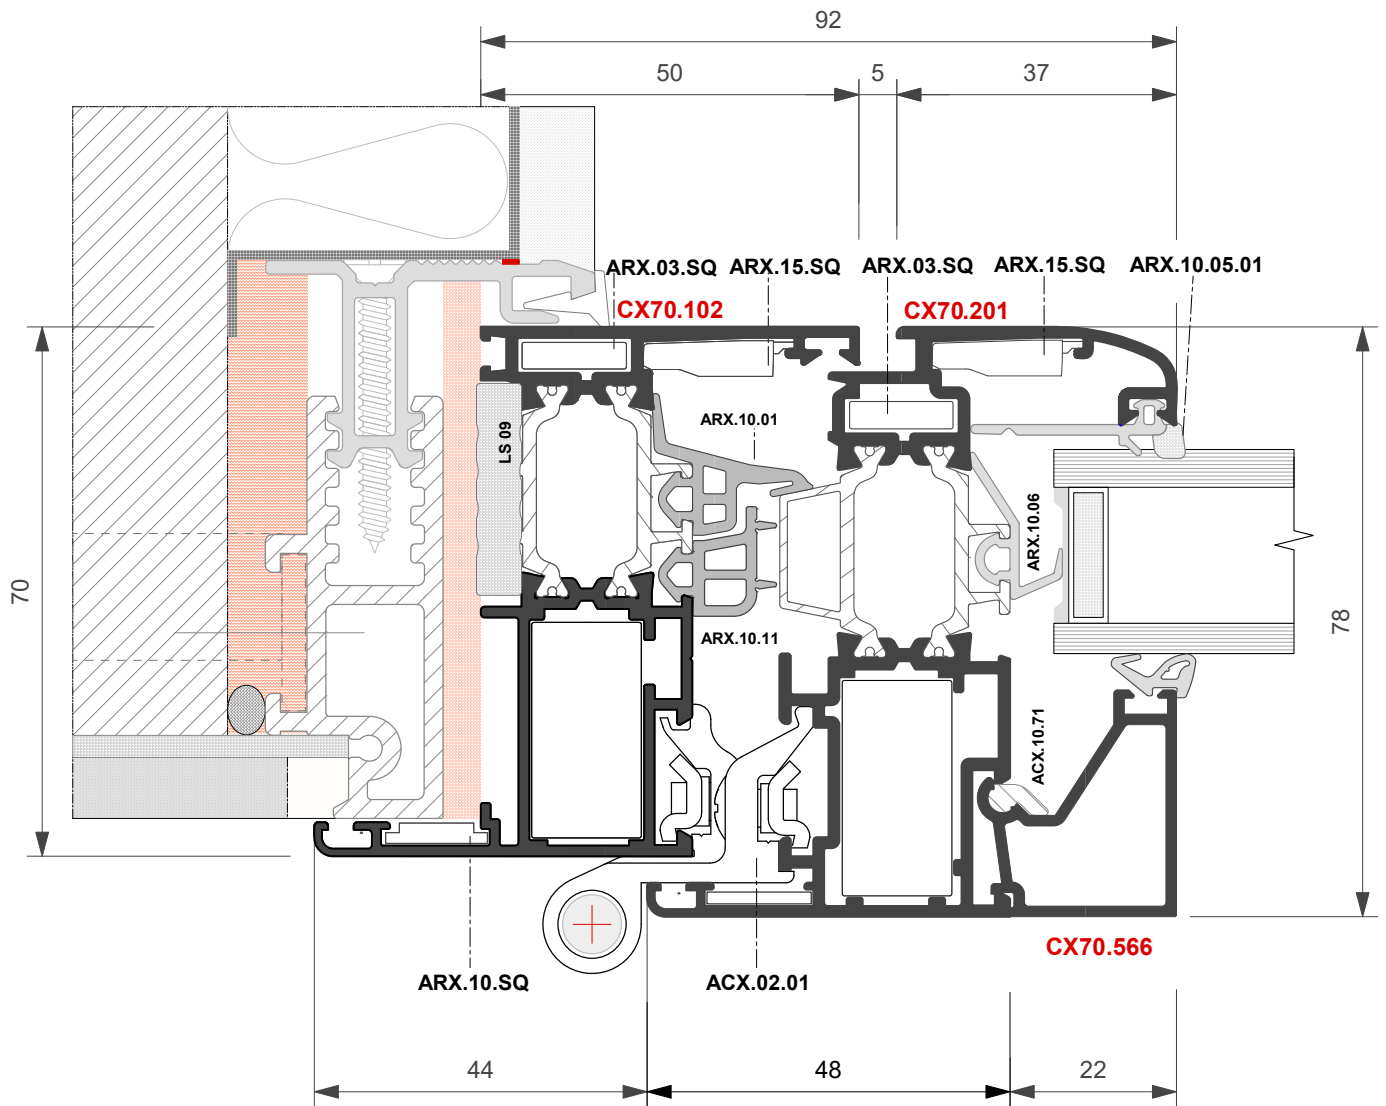 92
50
5
37
ARX.03.SQ
ARX.15.SQ
ARX.03.SQ
ARX.15.SQ
ARX.10.05.01
CX70.102
CX70.201
ARX.10.01
LS 09
ARX.10.06
70
78
ARX.10.11
ACX.10.71
CX70.566
ARX.10.SQ
ACX.02.01
44
48
22